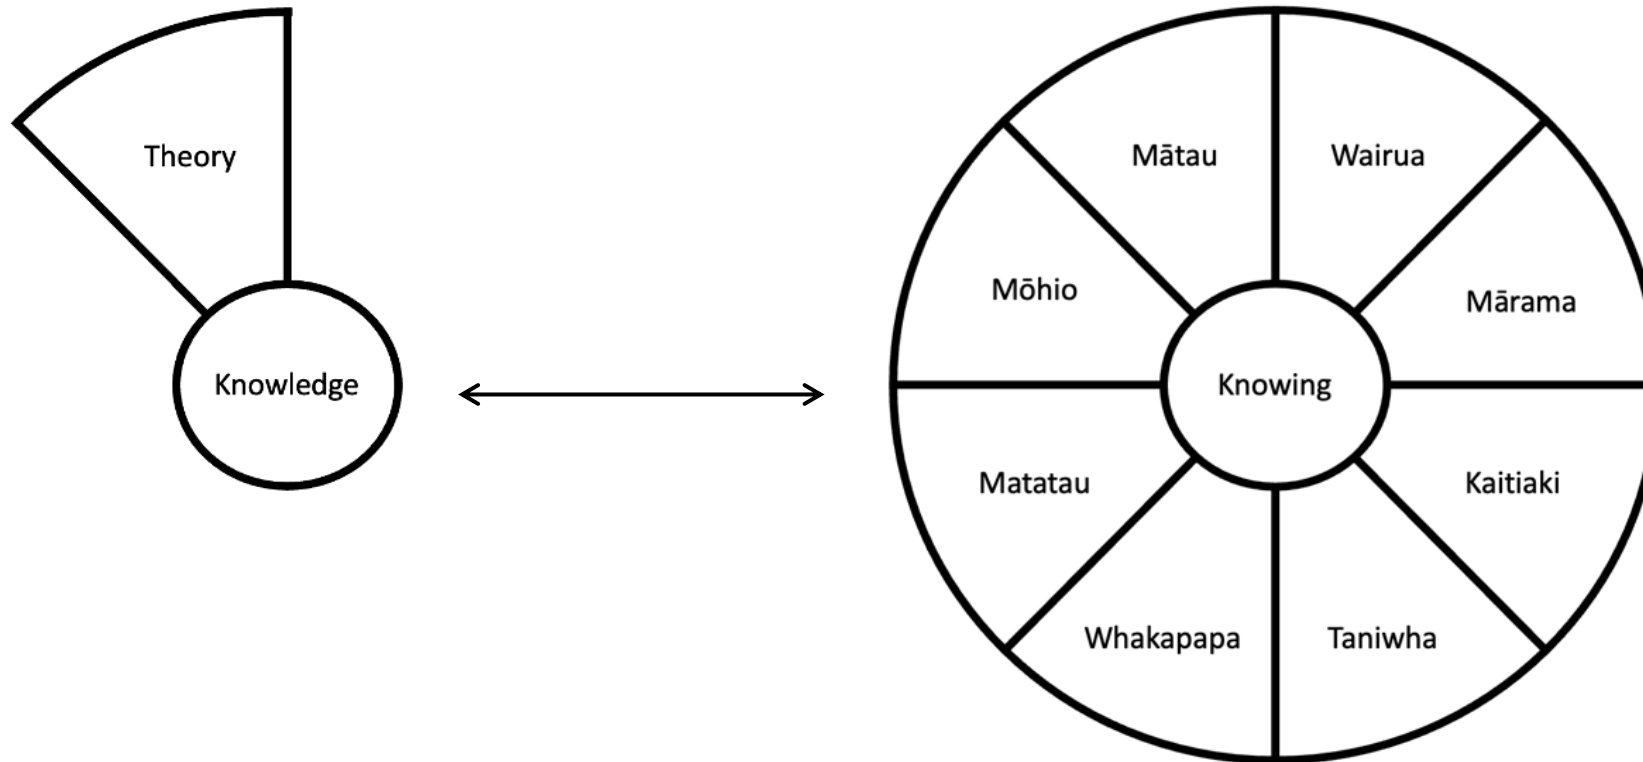 Theory
Knowledge
Mātau
Wairua
Mōhio
Mārama
Knowing
Matatau
Kaitiaki
Whakapapa
Taniwha